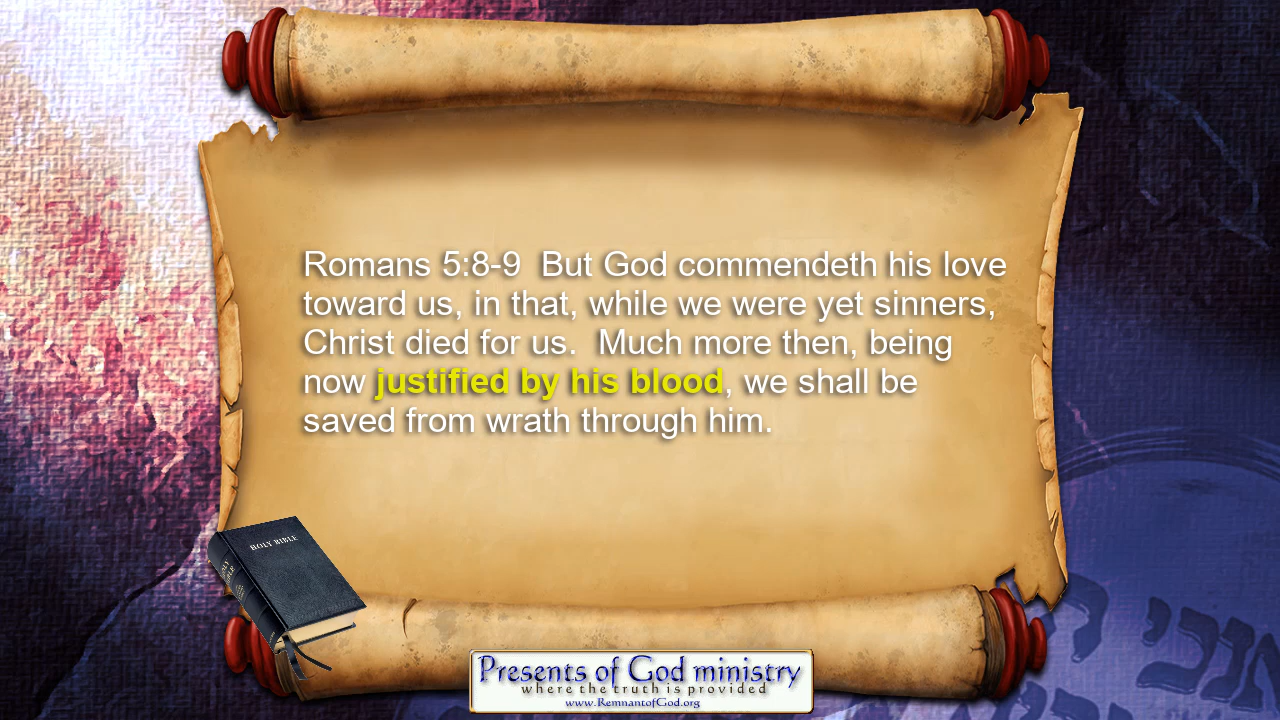 Romans 5:8-9  But God commendeth his love
toward us, in that, while we were yet sinners,
Christ died for us.  Much more then, being
now justified by his blood, we shall be
saved from wrath through him.
HOLY BIBLE
HOLY BIBLE
Presents of God ministry
where the truth is provided
www.RemnantofGod.org